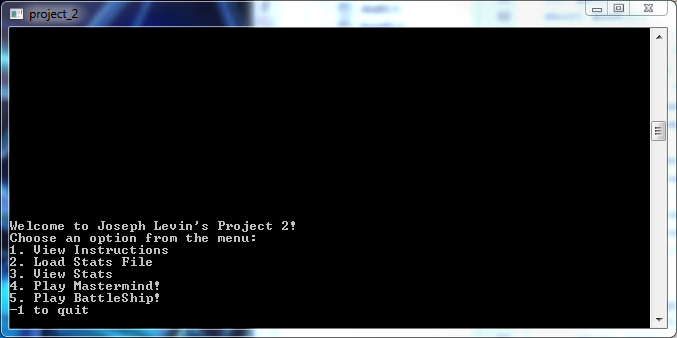 project_2
Welcome to Joseph Levin's Project 2!
Choose an option from the menu:
1. View Instructions
2. Load Stats File
3. View Stats
4. Play Mastermind!
5. Play BattleShip!
-1 to quit